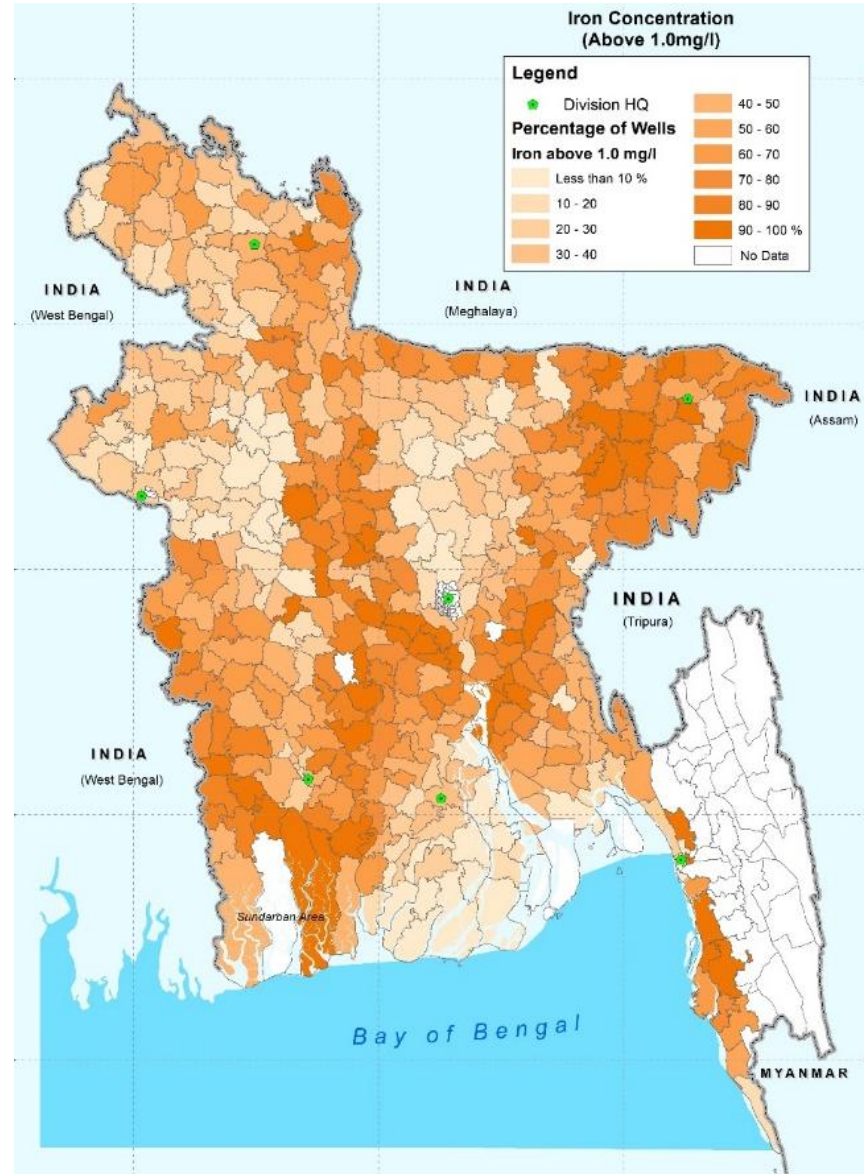 Iron Concentration
(Above 1.0mg/l)
Legend
Division HQ
Percentage of Wells
Iron above 1.0 mg/l
Less than 10 %
10 - 20
20 - 30
30 - 40
40 - 50
50 - 60
60 - 70
70 - 80
80 - 90
90 - 100 %
No Data
INDIA
(West Bengal)
INDIA
(Meghalaya)
INDIA
(Assam)
INDIA
(Tripura)
INDIA
(West Bengal)
Sundarban Area
Bay of Bengal
MYANMAR